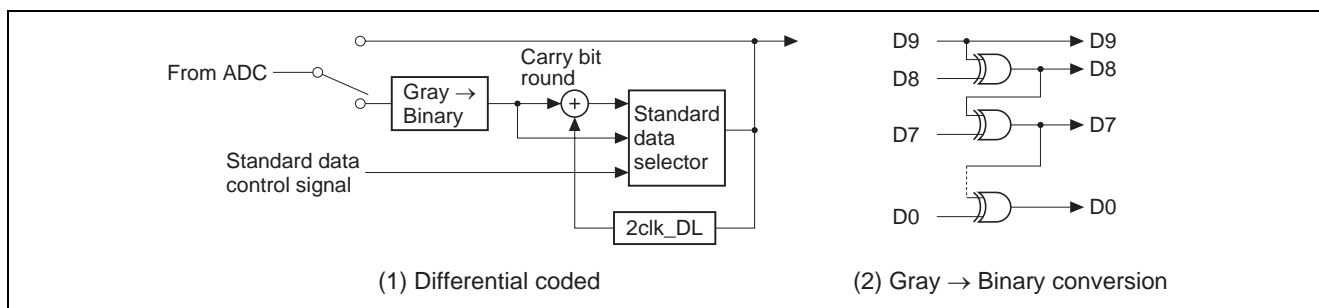 From ADC
Gray →
Binary
Carry bit
round
+
Standard
data
selector
Standard data
control signal
2clk_DL
(1) Differential coded
D9
D9
D8
D8
D7
D7
D0
D0
(2) Gray → Binary conversion